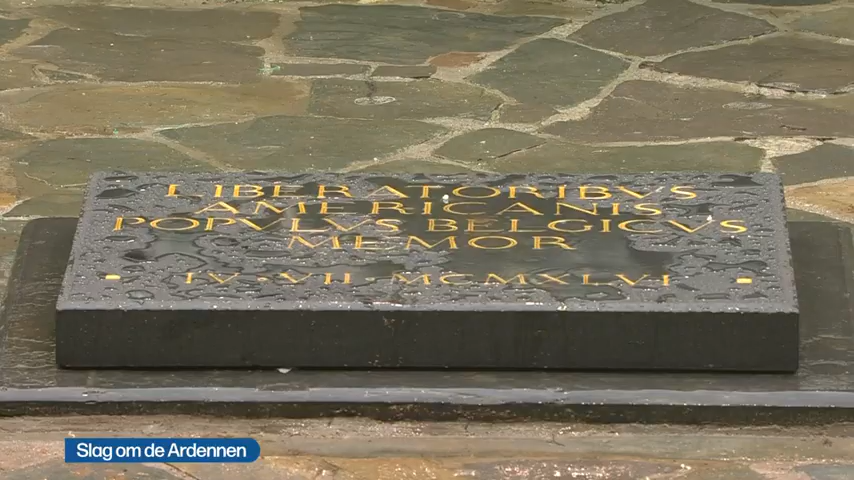 LIBERATORIBVS
AMERICANIS
POPVLVS BELGICVS
MEMOR
IV · VII · MCMXLVI
Slag om de Ardennen